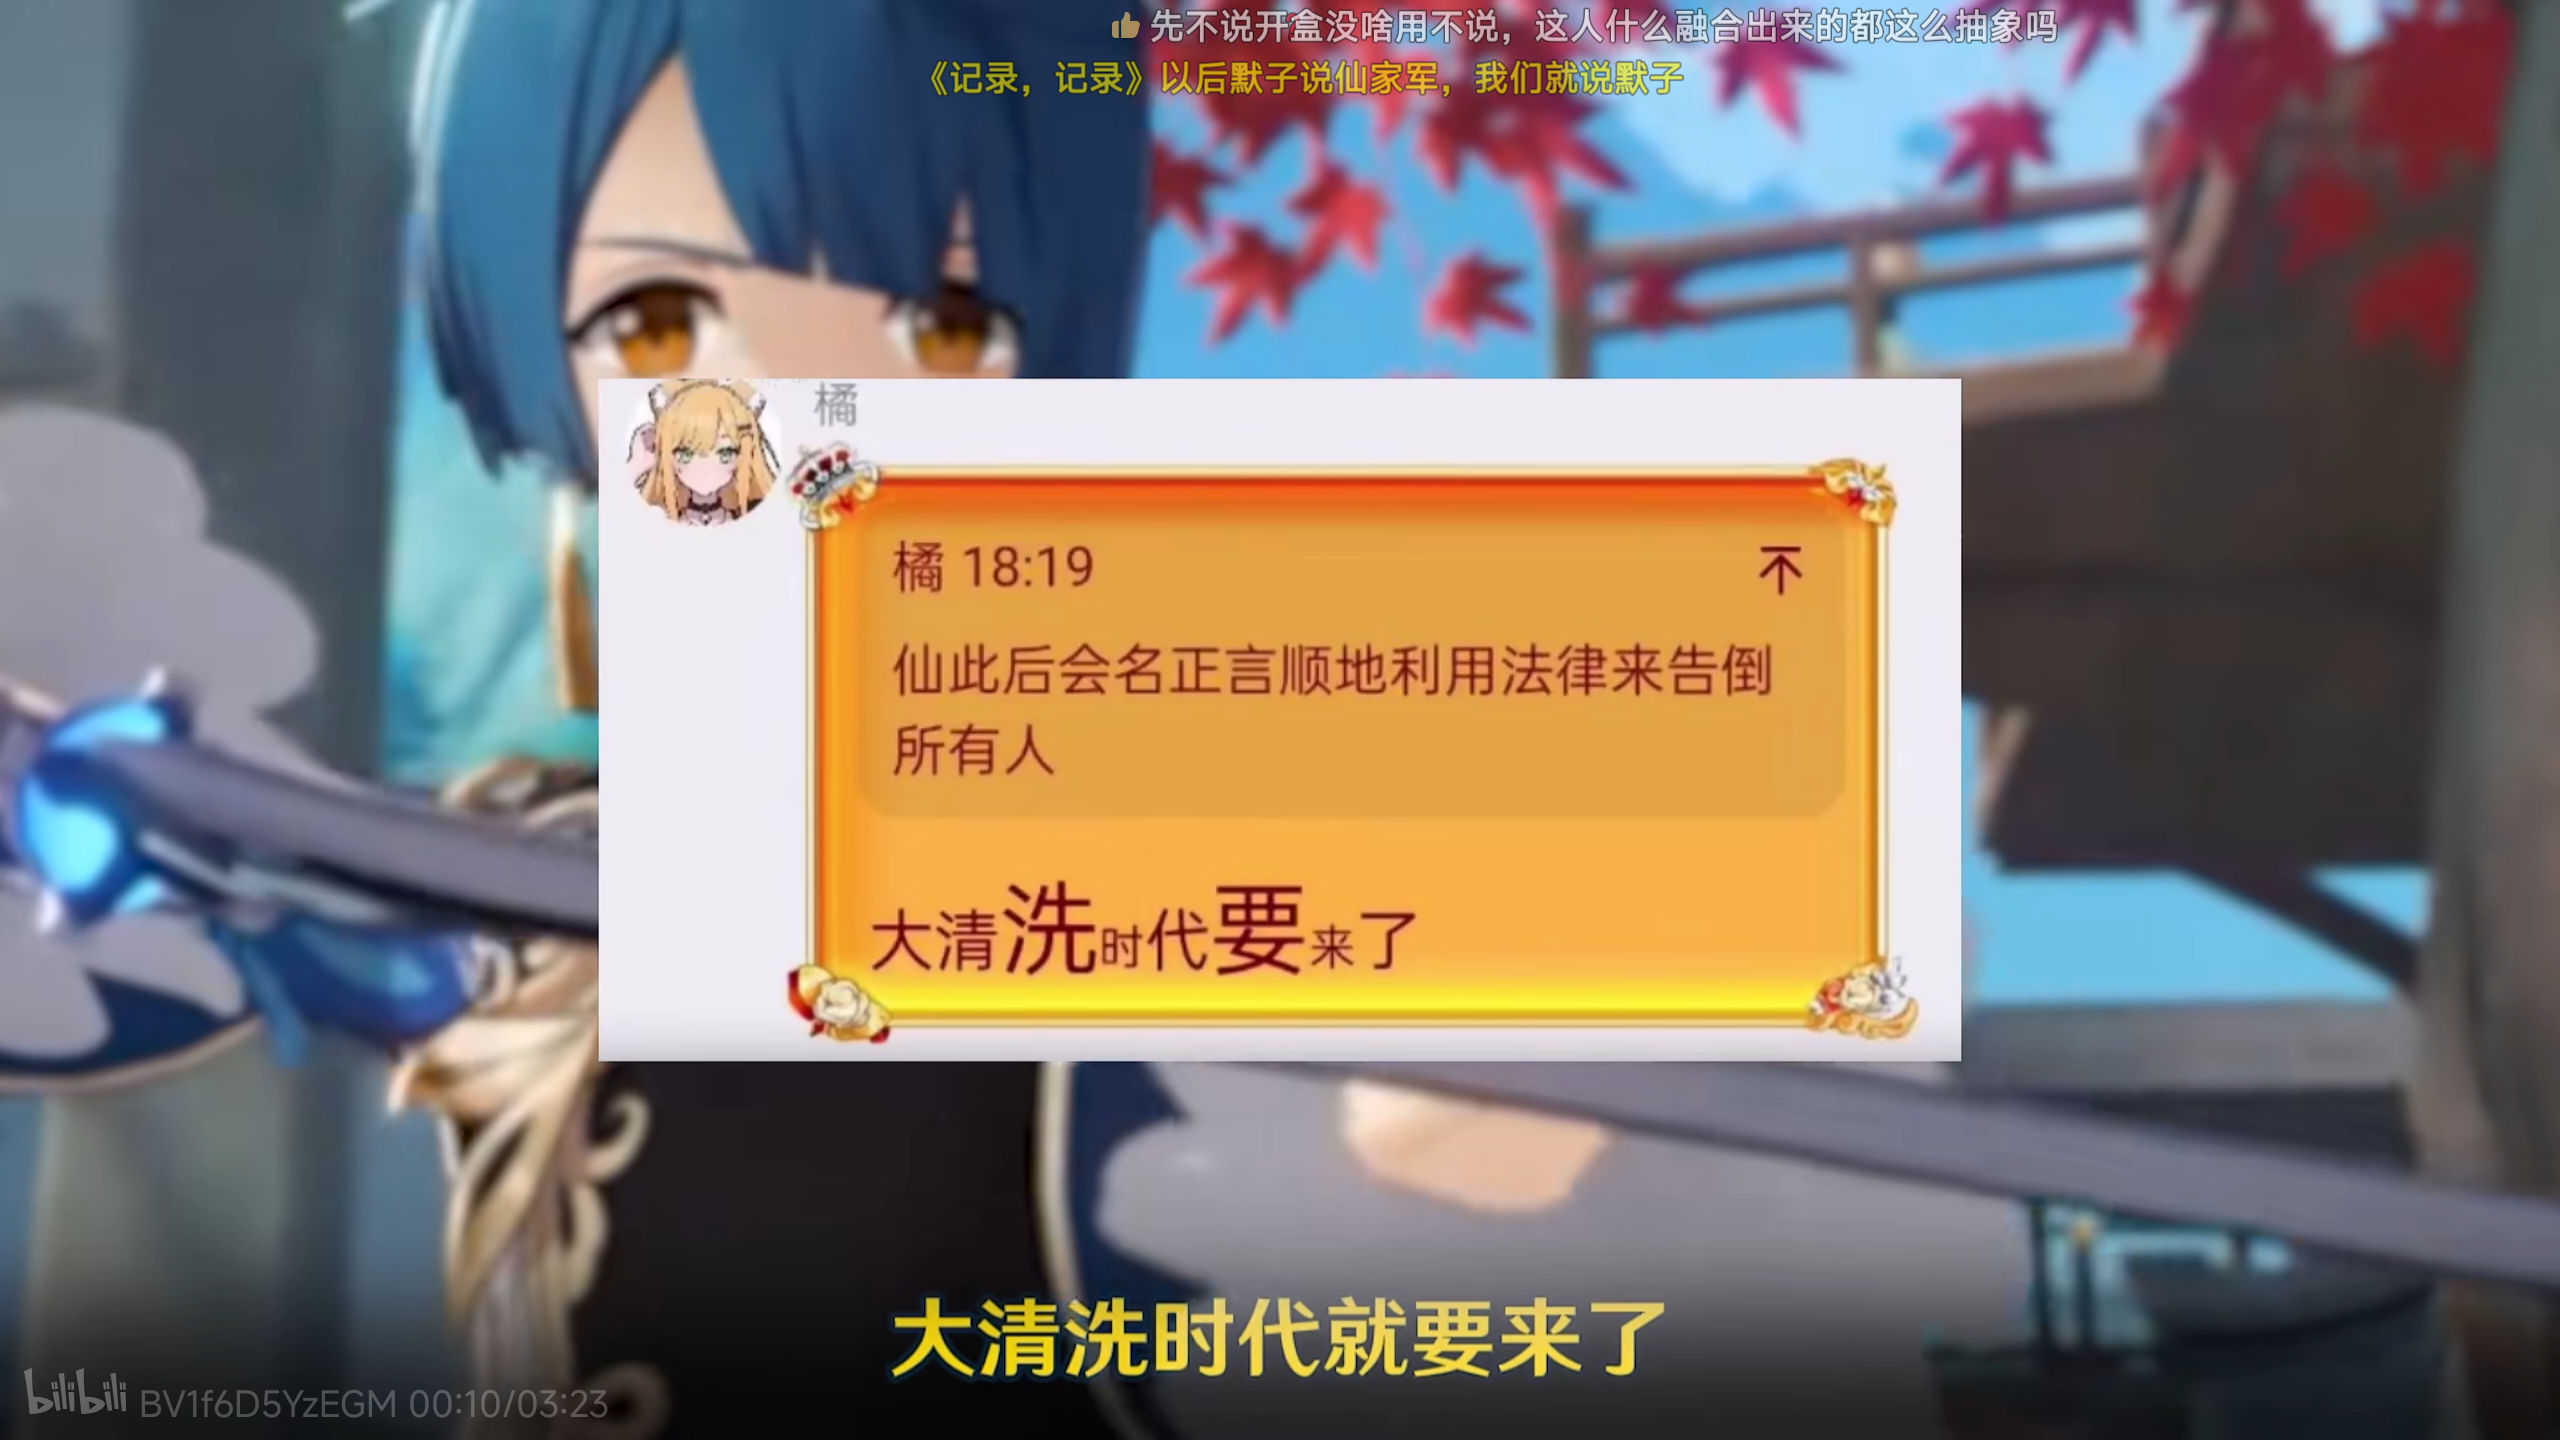 先不说开盒没啥用不说，这人什么融合出来的都这么抽象吗
《记录，记录》以后默子说仙家军，我们就说默子
橘
橘 18:19
仙此后会名正言顺地利用法律来告倒
所有人
大清洗时代要来了
大清洗时代就要来了
bilibili BV1f6D5YzEGM 00:10/03:23